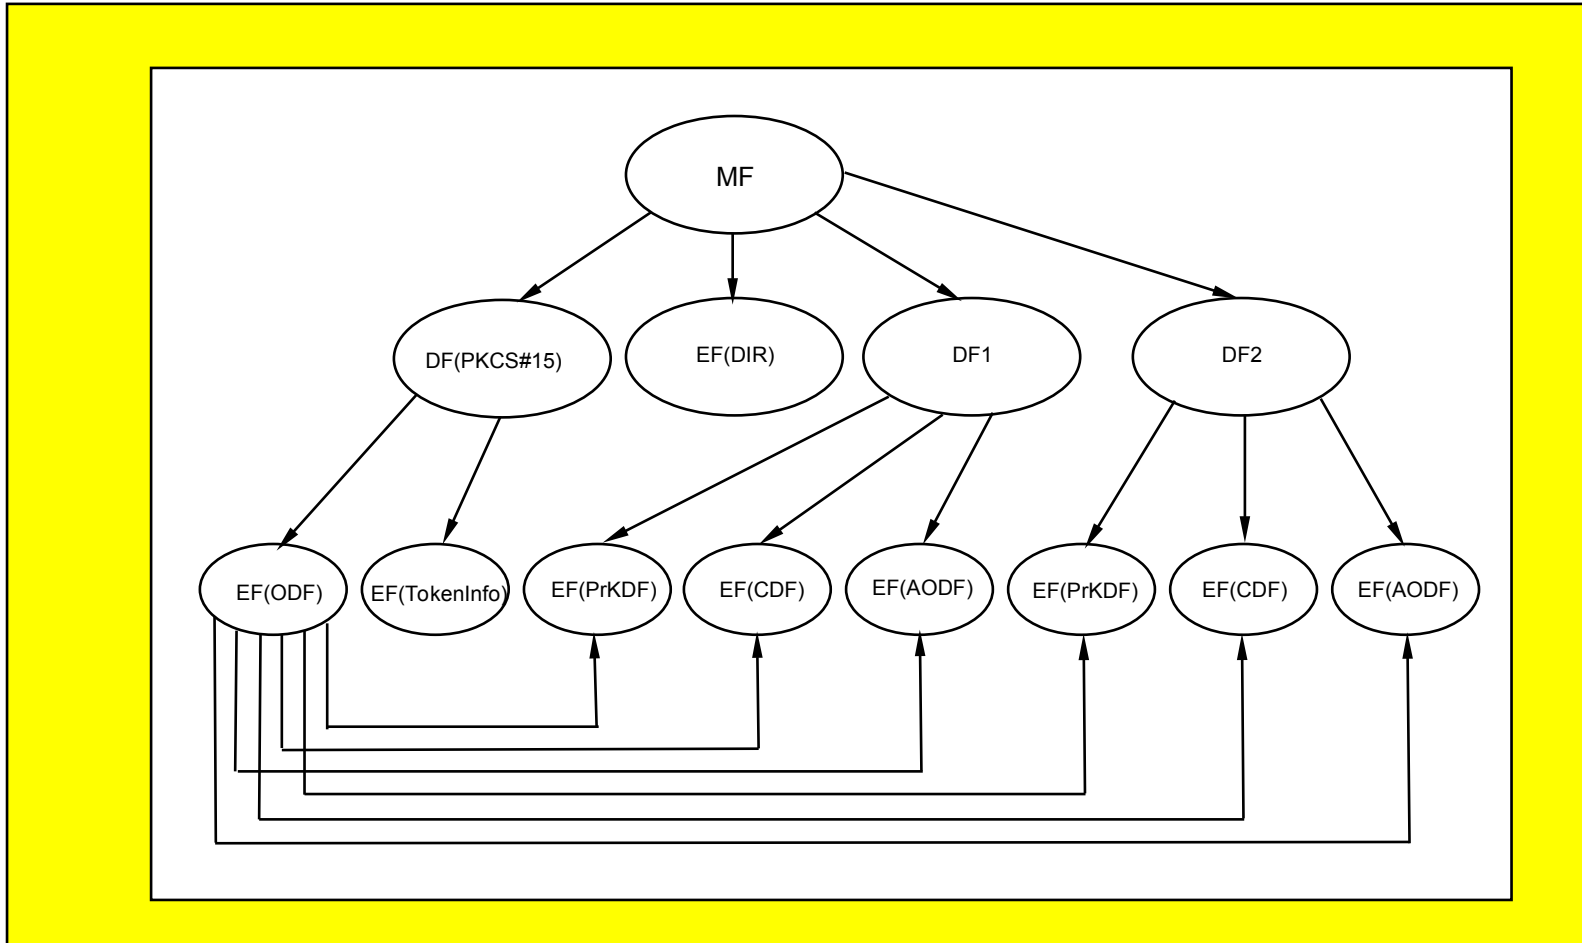 MF
DF(PKCS#15)
EF(DIR)
DF1
DF2
EF(ODF)
EF(TokenInfo)
EF(PrKDF)
EF(CDF)
EF(AODF)
EF(PrKDF)
EF(CDF)
EF(AODF)